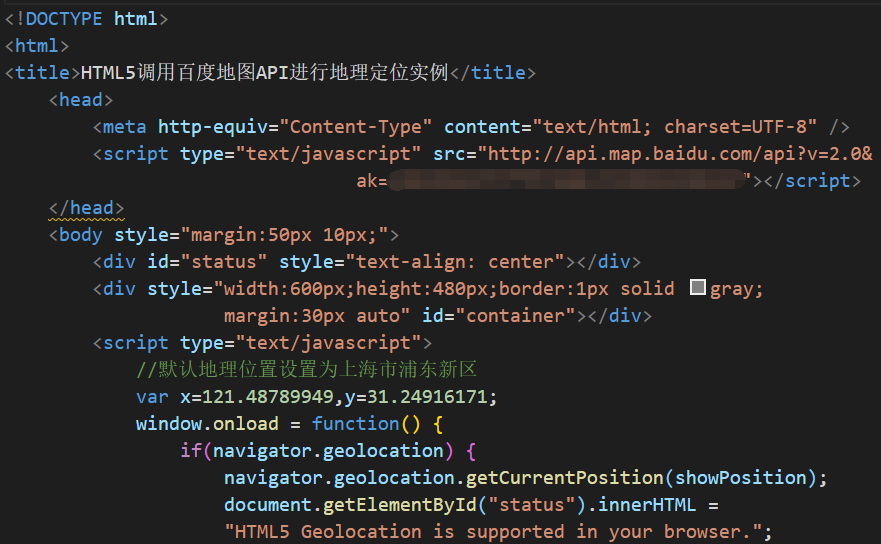 <!DOCTYPE html>
<html>
<title>HTML5调用百度地图API进行地理定位实例</title>
<head>
<meta http-equiv="Content-Type" content="text/html; charset=UTF-8" />
<script type="text/javascript" src="http://api.map.baidu.com/api?v=2.0&
ak="></script>
</head>
<body style="margin:50px 10px;">
<div id="status" style="text-align: center"></div>
<div style="width:600px;height:480px;border:1px solid gray;
margin:30px auto" id="container"></div>
<script type="text/javascript">
//默认地理位置设置为上海市浦东新区
var x=121.48789949,y=31.24916171;
window.onload = function() {
if(navigator.geolocation) {
navigator.geolocation.getCurrentPosition(showPosition);
document.getElementById("status").innerHTML =
"HTML5 Geolocation is supported in your browser.";